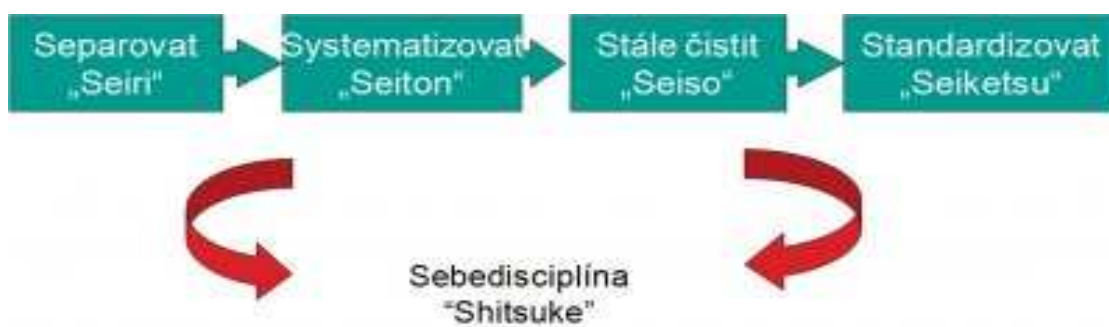 Separovat
„Seiri“
Systematizovat
„Seiton“
Stále čistit
„Seiso“
Standardizovat
„Seiketsu“
Sebedisciplína
“Shitsuke”